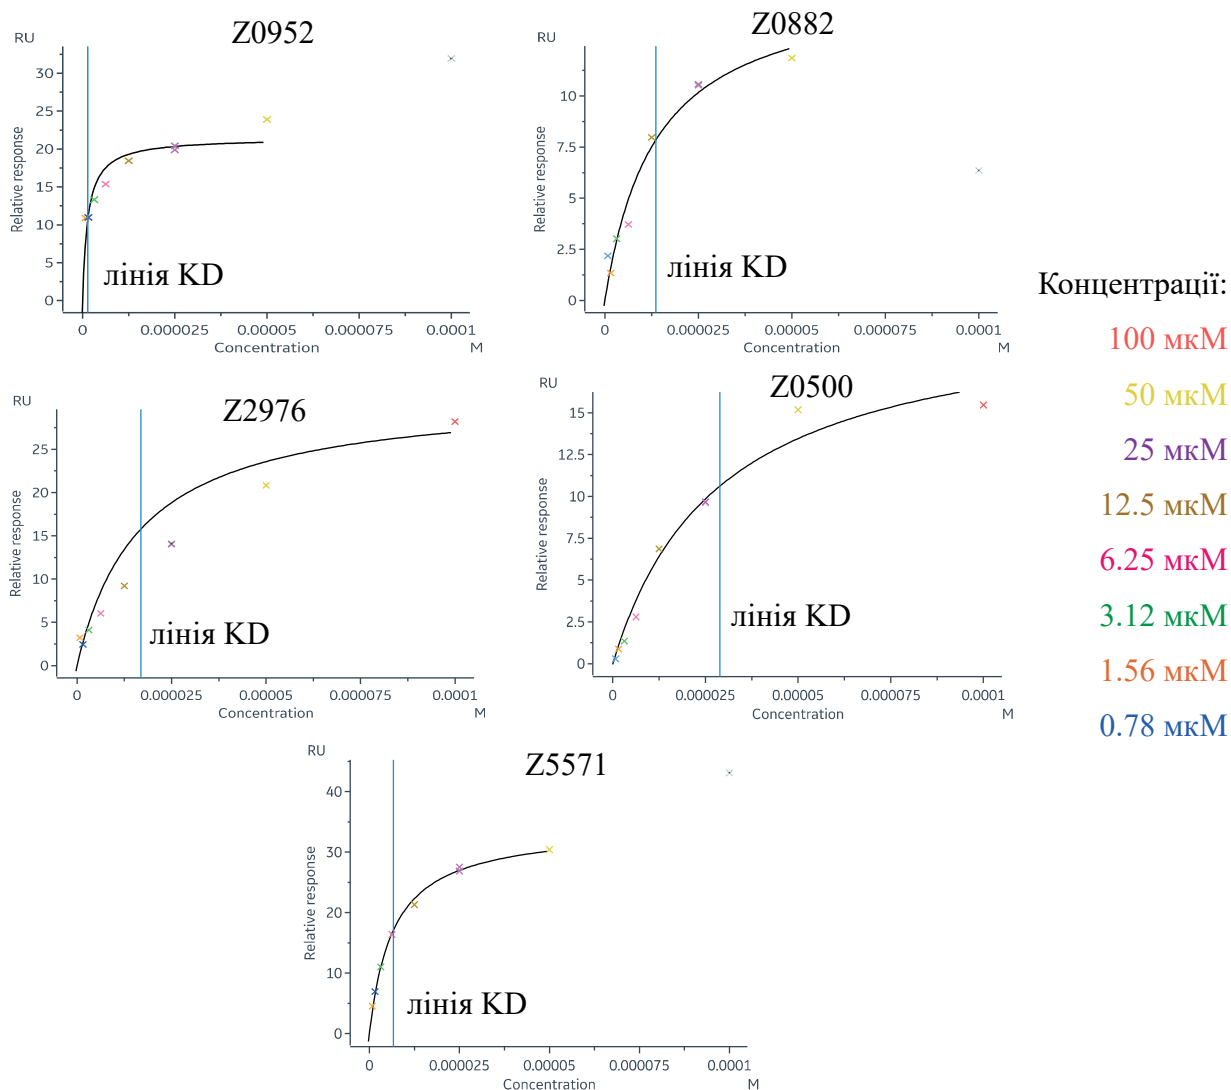 Z0952
RU
30
25
20
15
10
5
0
Relative response
лінія KD
0 0.000025 0.00005 0.000075 0.0001
Concentration M
Z0882
RU
10
7.5
5
2.5
0
Relative response
лінія KD
0 0.000025 0.00005 0.000075 0.0001
Concentration M
Z2976
RU
25
20
15
10
5
0
Relative response
лінія KD
0 0.000025 0.00005 0.000075 0.0001
Concentration M
Z0500
RU
15
12.5
10
7.5
5
2.5
0
Relative response
лінія KD
0 0.000025 0.00005 0.000075 0.0001
Concentration M
Z5571
RU
40
30
20
10
0
Relative response
лінія KD
0 0.000025 0.00005 0.000075 0.0001
Concentration M
Концентрації:
100 мкМ
50 мкМ
25 мкМ
12.5 мкМ
6.25 мкМ
3.12 мкМ
1.56 мкМ
0.78 мкМ